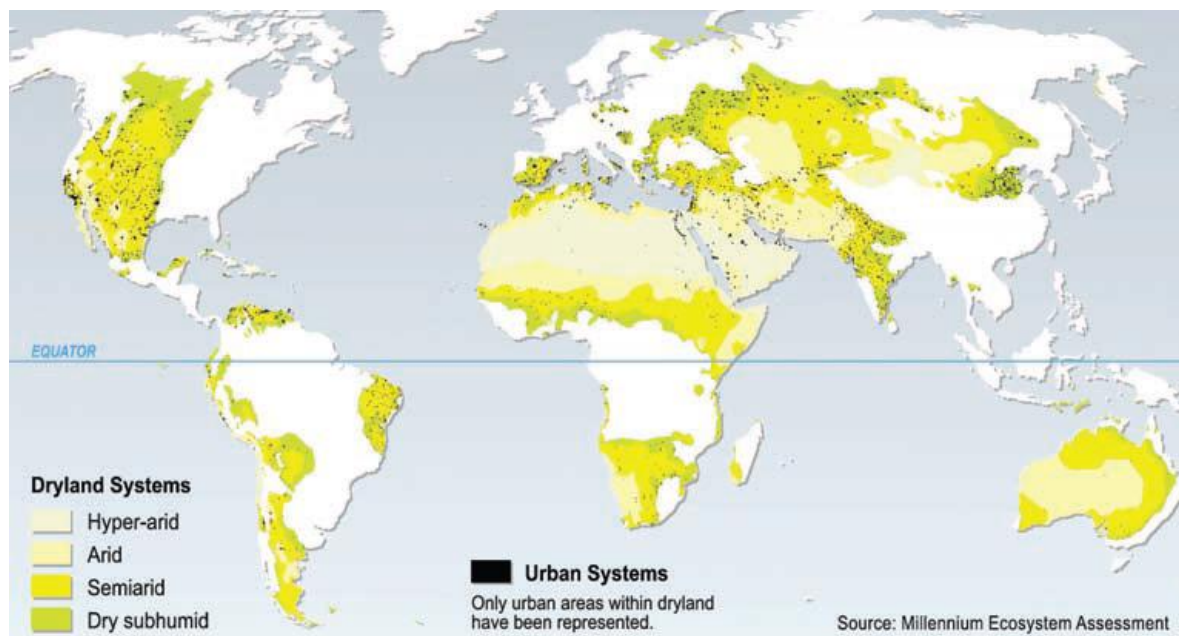 EQUATOR
Dryland Systems
Hyper-arid
Arid
Semiarid
Dry subhumid
Urban Systems
Only urban areas within dryland
have been represented.
Source: Millennium Ecosystem Assessment